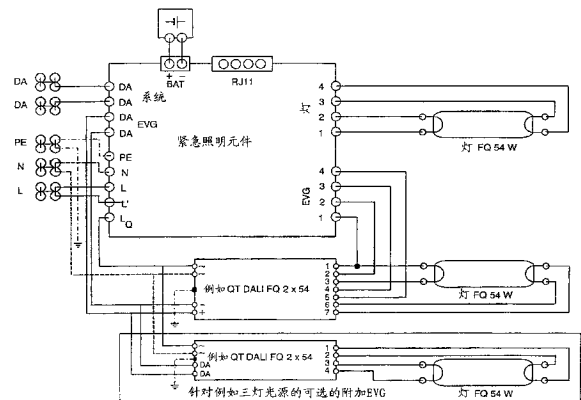 + −
BAT
RJ11
DA
DA
系统
DA
DA
DA
EVG
DA
PE
PE
N
N
L
L
L'
LQ
紧急照明元件
灯
4
3
2
1
EVG
4
3
2
1
灯 FQ 54 W
~
~
−
+
例如 QT DALI FQ 2 x 54
1
2
3
4
5
6
7
灯 FQ 54 W
~
~
DA
DA
例如 QT DALI FQ 2 x 54
1
2
3
4
灯 FQ 54 W
针对例如三灯光源的可选的附加EVG